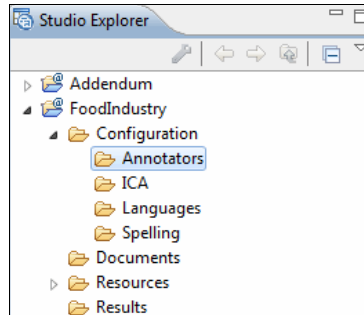 Studio Explorer
Addendum
FoodIndustry
Configuration
Annotators
ICA
Languages
Spelling
Documents
Resources
Results